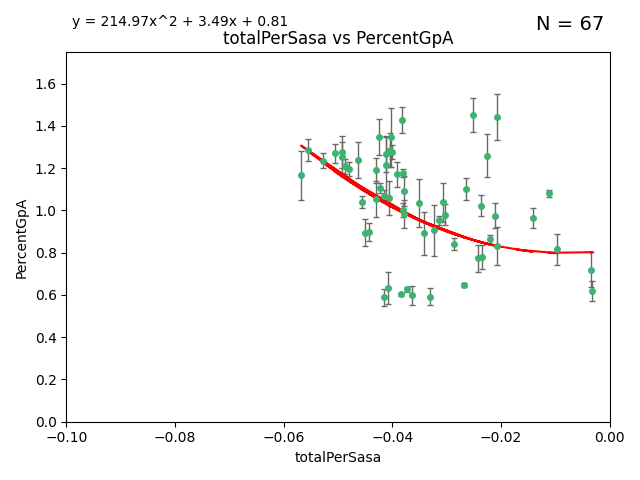 y = 214.97x^2 + 3.49x + 0.81
N = 67
totalPerSasa vs PercentGpA
1.6
1.4
1.2
1.0
0.8
0.6
0.4
0.2
0.0
PercentGpA
−0.10 −0.08 −0.06 −0.04 −0.02 0.00
totalPerSasa